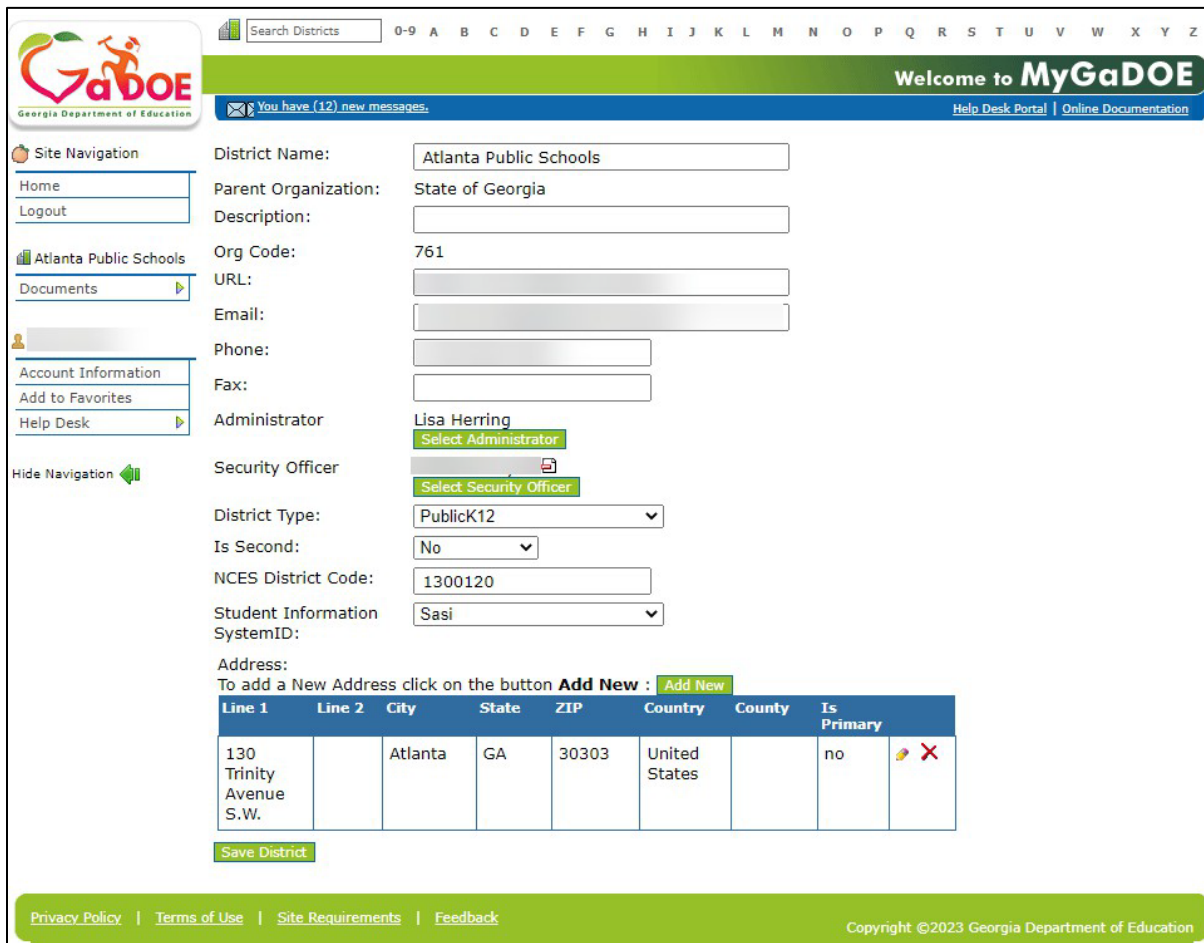 Search Districts 0-9 A B C D E F G H I J K L M N O P Q R S T U V W X Y Z
GaDOE
Georgia Department of Education
Welcome to MyGaDOE
You have (12) new messages.
Help Desk Portal | Online Documentation
Site Navigation
Home
Logout
Atlanta Public Schools
Documents
Account Information
Add to Favorites
Help Desk
Hide Navigation
District Name: Atlanta Public Schools
Parent Organization: State of Georgia
Description:
Org Code: 761
URL:
Email:
Phone:
Fax:
Administrator Lisa Herring
Select Administrator
Security Officer
Select Security Officer
District Type: PublicK12
Is Second: No
NCES District Code: 1300120
Student Information Sasi
SystemID:
Address:
To add a New Address click on the button Add New : Add New
Line 1 Line 2 City State ZIP Country County Is
Primary
130 Atlanta GA 30303 United no
Trinity States
Avenue
S.W.
Save District
Privacy Policy | Terms of Use | Site Requirements | Feedback
Copyright ©2023 Georgia Department of Education